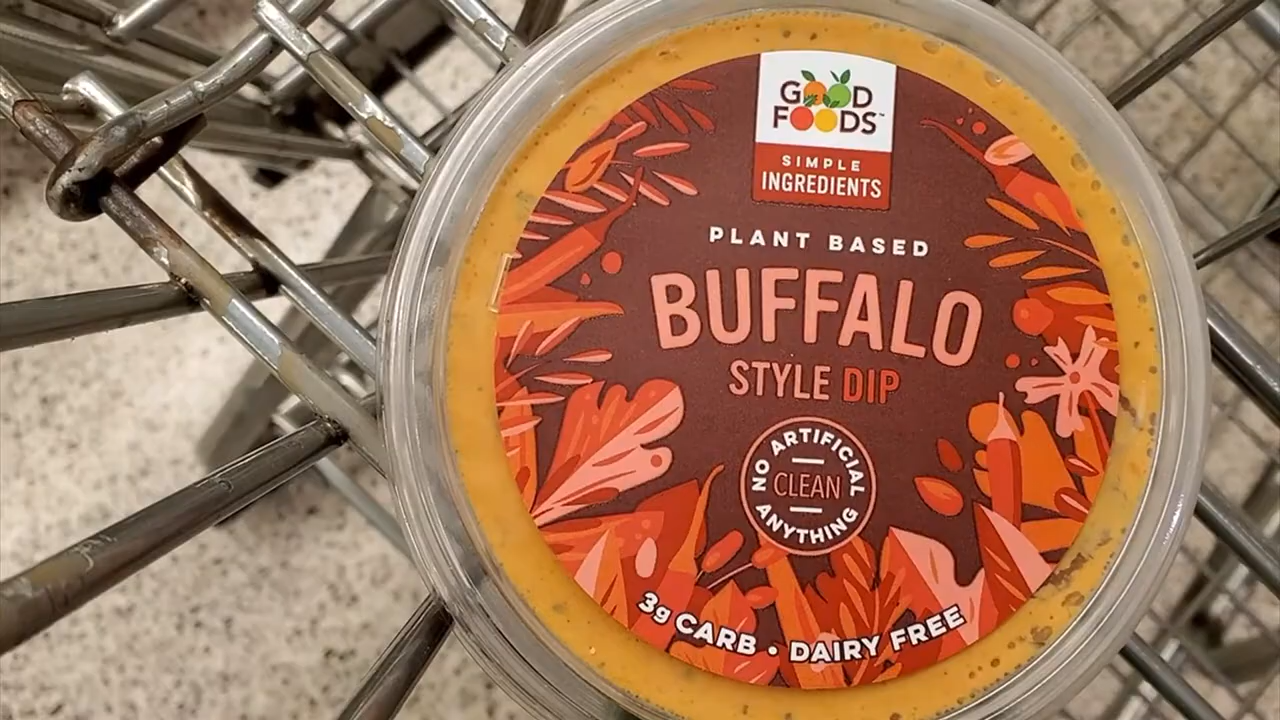 GOOD
FOODS™
SIMPLE
INGREDIENTS
PLANT BASED
BUFFALO
STYLE DIP
NO ARTIFICIAL
CLEAN
ANYTHING
3g CARB • DAIRY FREE